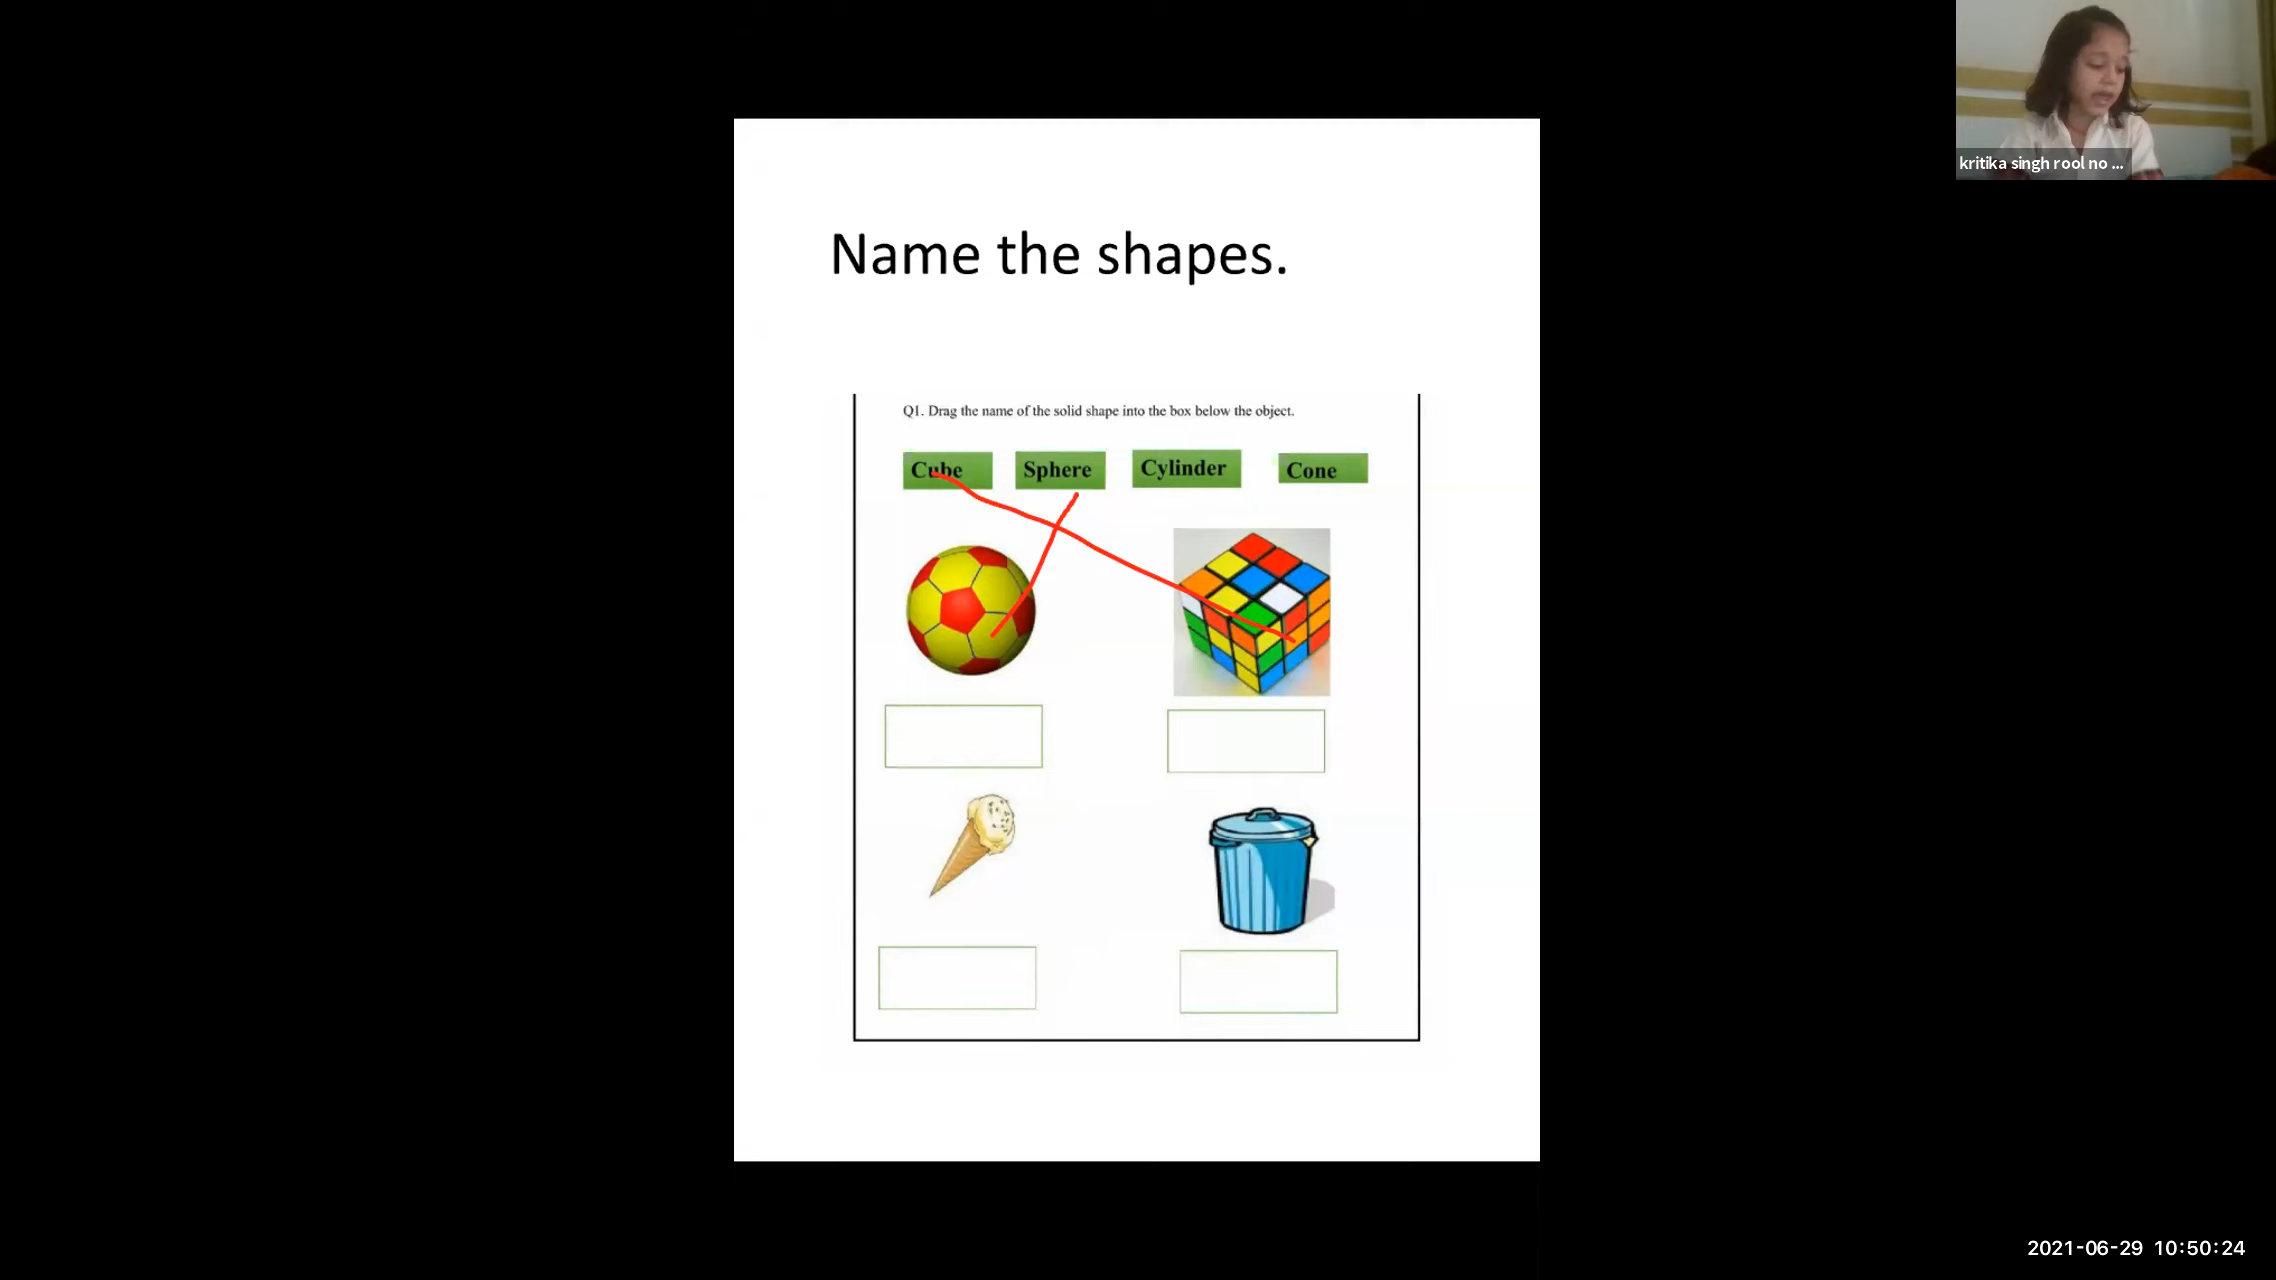 kritika singh rool no ...
Name the shapes.
Q1. Drag the name of the solid shape into the box below the object.
Cube Sphere Cylinder Cone
2021-06-29 10:50:24